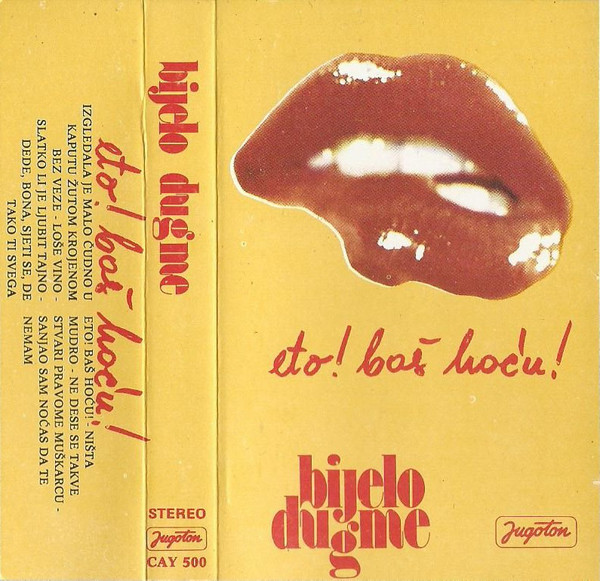 eto! baš hoću!
IZGLEDALA JE MALO ČUDNO U
KAPUTU ŽUTOM KROJENOM
BEZ VEZE - LOŠE VINO -
SLATKO LI JE LJUBIT TAJNO -
DEDE, BONA, SJETI SE, DE
TAKO TI SVEGA
ETO! BAŠ HOĆU! - NIŠTA
MUDRO - NE DESE SE TAKVE
STVARI PRAVOME MUŠKARCU -
SANJAO SAM NOĆAS DA TE
NEMAM
bijelo dugme
STEREO
Jugoton
CAY 500
eto! baš hoću!
bijelo
dugme
Jugoton